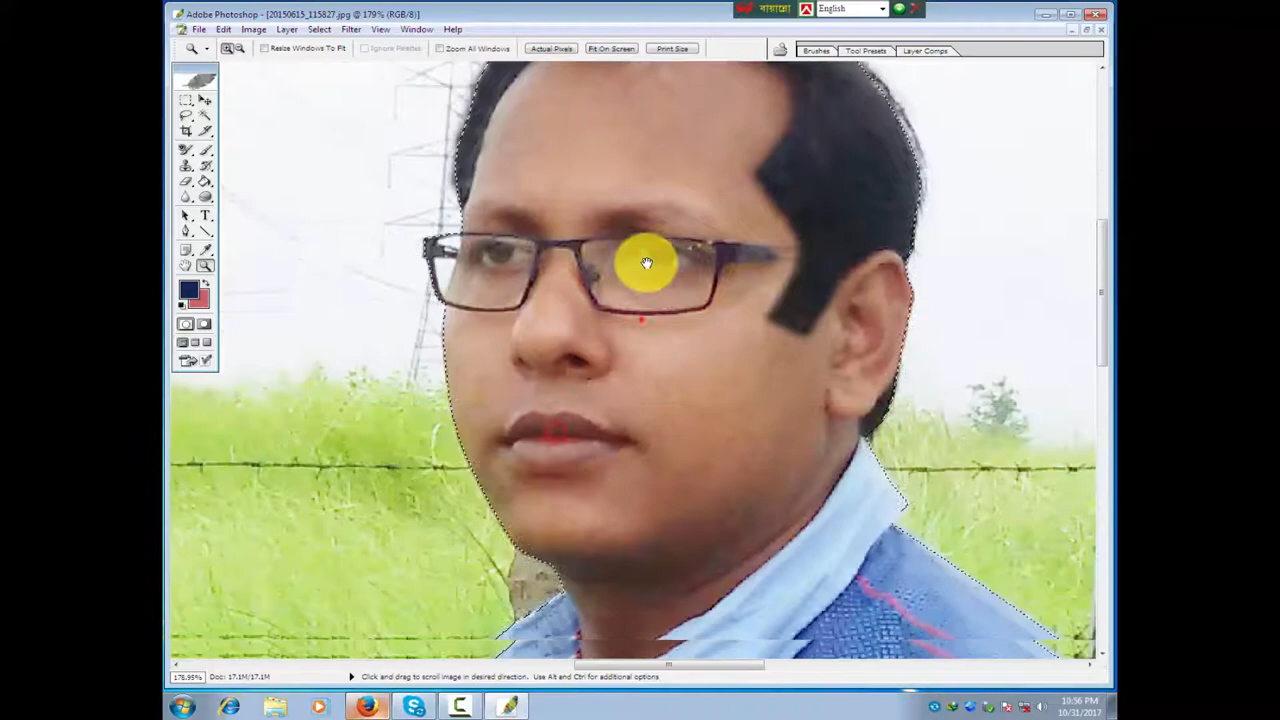 Adobe Photoshop - [20150615_115827.jpg @ 179% (RGB/8)]
English
File Edit Image Layer Select Filter View Window Help
Resize Windows To Fit Ignore Palettes Zoom All Windows Actual Pixels Fit On Screen Print Size Brushes Tool Presets Layer Comps
178.95% Doc: 17.1M/17.1M Click and drag to scroll image in desired direction. Use Alt and Ctrl for additional options
10:56 PM
10/31/2017